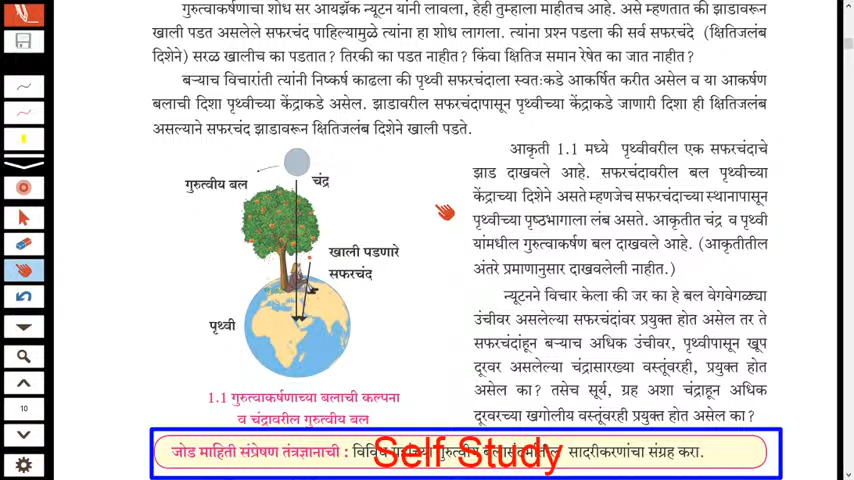 गुरुत्वाकर्षणाचा शोध सर आयझॅक न्यूटन यांनी लावला, हेही तुम्हाला माहीतच आहे. असे म्हणतात की झाडावरून
खाली पडत असलेले सफरचंद पाहिल्यामुळे त्यांना हा शोध लागला. त्यांना प्रश्न पडला की सर्व सफरचंदे (क्षितिजलंब
दिशेने) सरळ खालीच का पडतात? तिरकी का पडत नाहीत? किंवा क्षितिज समान रेषेत का जात नाहीत?
बऱ्याच विचारांती त्यांनी निष्कर्ष काढला की पृथ्वी सफरचंदाला स्वतःकडे आकर्षित करीत असेल व या आकर्षण
बलाची दिशा पृथ्वीच्या केंद्राकडे असेल. झाडावरील सफरचंदापासून पृथ्वीच्या केंद्राकडे जाणारी दिशा ही क्षितिजलंब
असल्याने सफरचंद झाडावरून क्षितिजलंब दिशेने खाली पडते.
आकृती 1.1 मध्ये पृथ्वीवरील एक सफरचंदाचे
झाड दाखवले आहे. सफरचंदावरील बल पृथ्वीच्या
केंद्राच्या दिशेने असते म्हणजेच सफरचंदाच्या स्थानापासून
पृथ्वीच्या पृष्ठभागाला लंब असते. आकृतीत चंद्र व पृथ्वी
यांमधील गुरुत्वाकर्षण बल दाखवले आहे. (आकृतीतील
अंतरे प्रमाणानुसार दाखवलेली नाहीत.)
न्यूटनने विचार केला की जर का हे बल वेगवेगळ्या
उंचीवर असलेल्या सफरचंदांवर प्रयुक्त होत असेल तर ते
सफरचंदांहून बऱ्याच अधिक उंचीवर, पृथ्वीपासून खूप
दूरवर असलेल्या चंद्रासारख्या वस्तूंवरही, प्रयुक्त होत
असेल का? तसेच सूर्य, ग्रह अशा चंद्राहून अधिक
दूरवरच्या खगोलीय वस्तूंवरही प्रयुक्त होत असेल का?
गुरुत्वीय बल
चंद्र
खाली पडणारे
सफरचंद
पृथ्वी
1.1 गुरुत्वाकर्षणाच्या बलाची कल्पना
व चंद्रावरील गुरुत्वीय बल
जोड माहिती संप्रेषण तंत्रज्ञानाची : विविध ग्रहांच्या गुरुत्वीय बलासंदर्भातील सादरीकरणांचा संग्रह करा.
Self Study
10